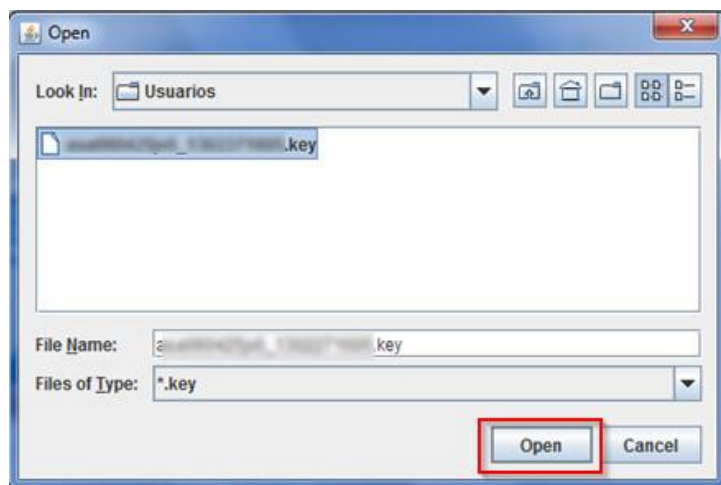 Open
Look In: Usuarios
.key
File Name: .key
Files of Type: *.key
Open Cancel